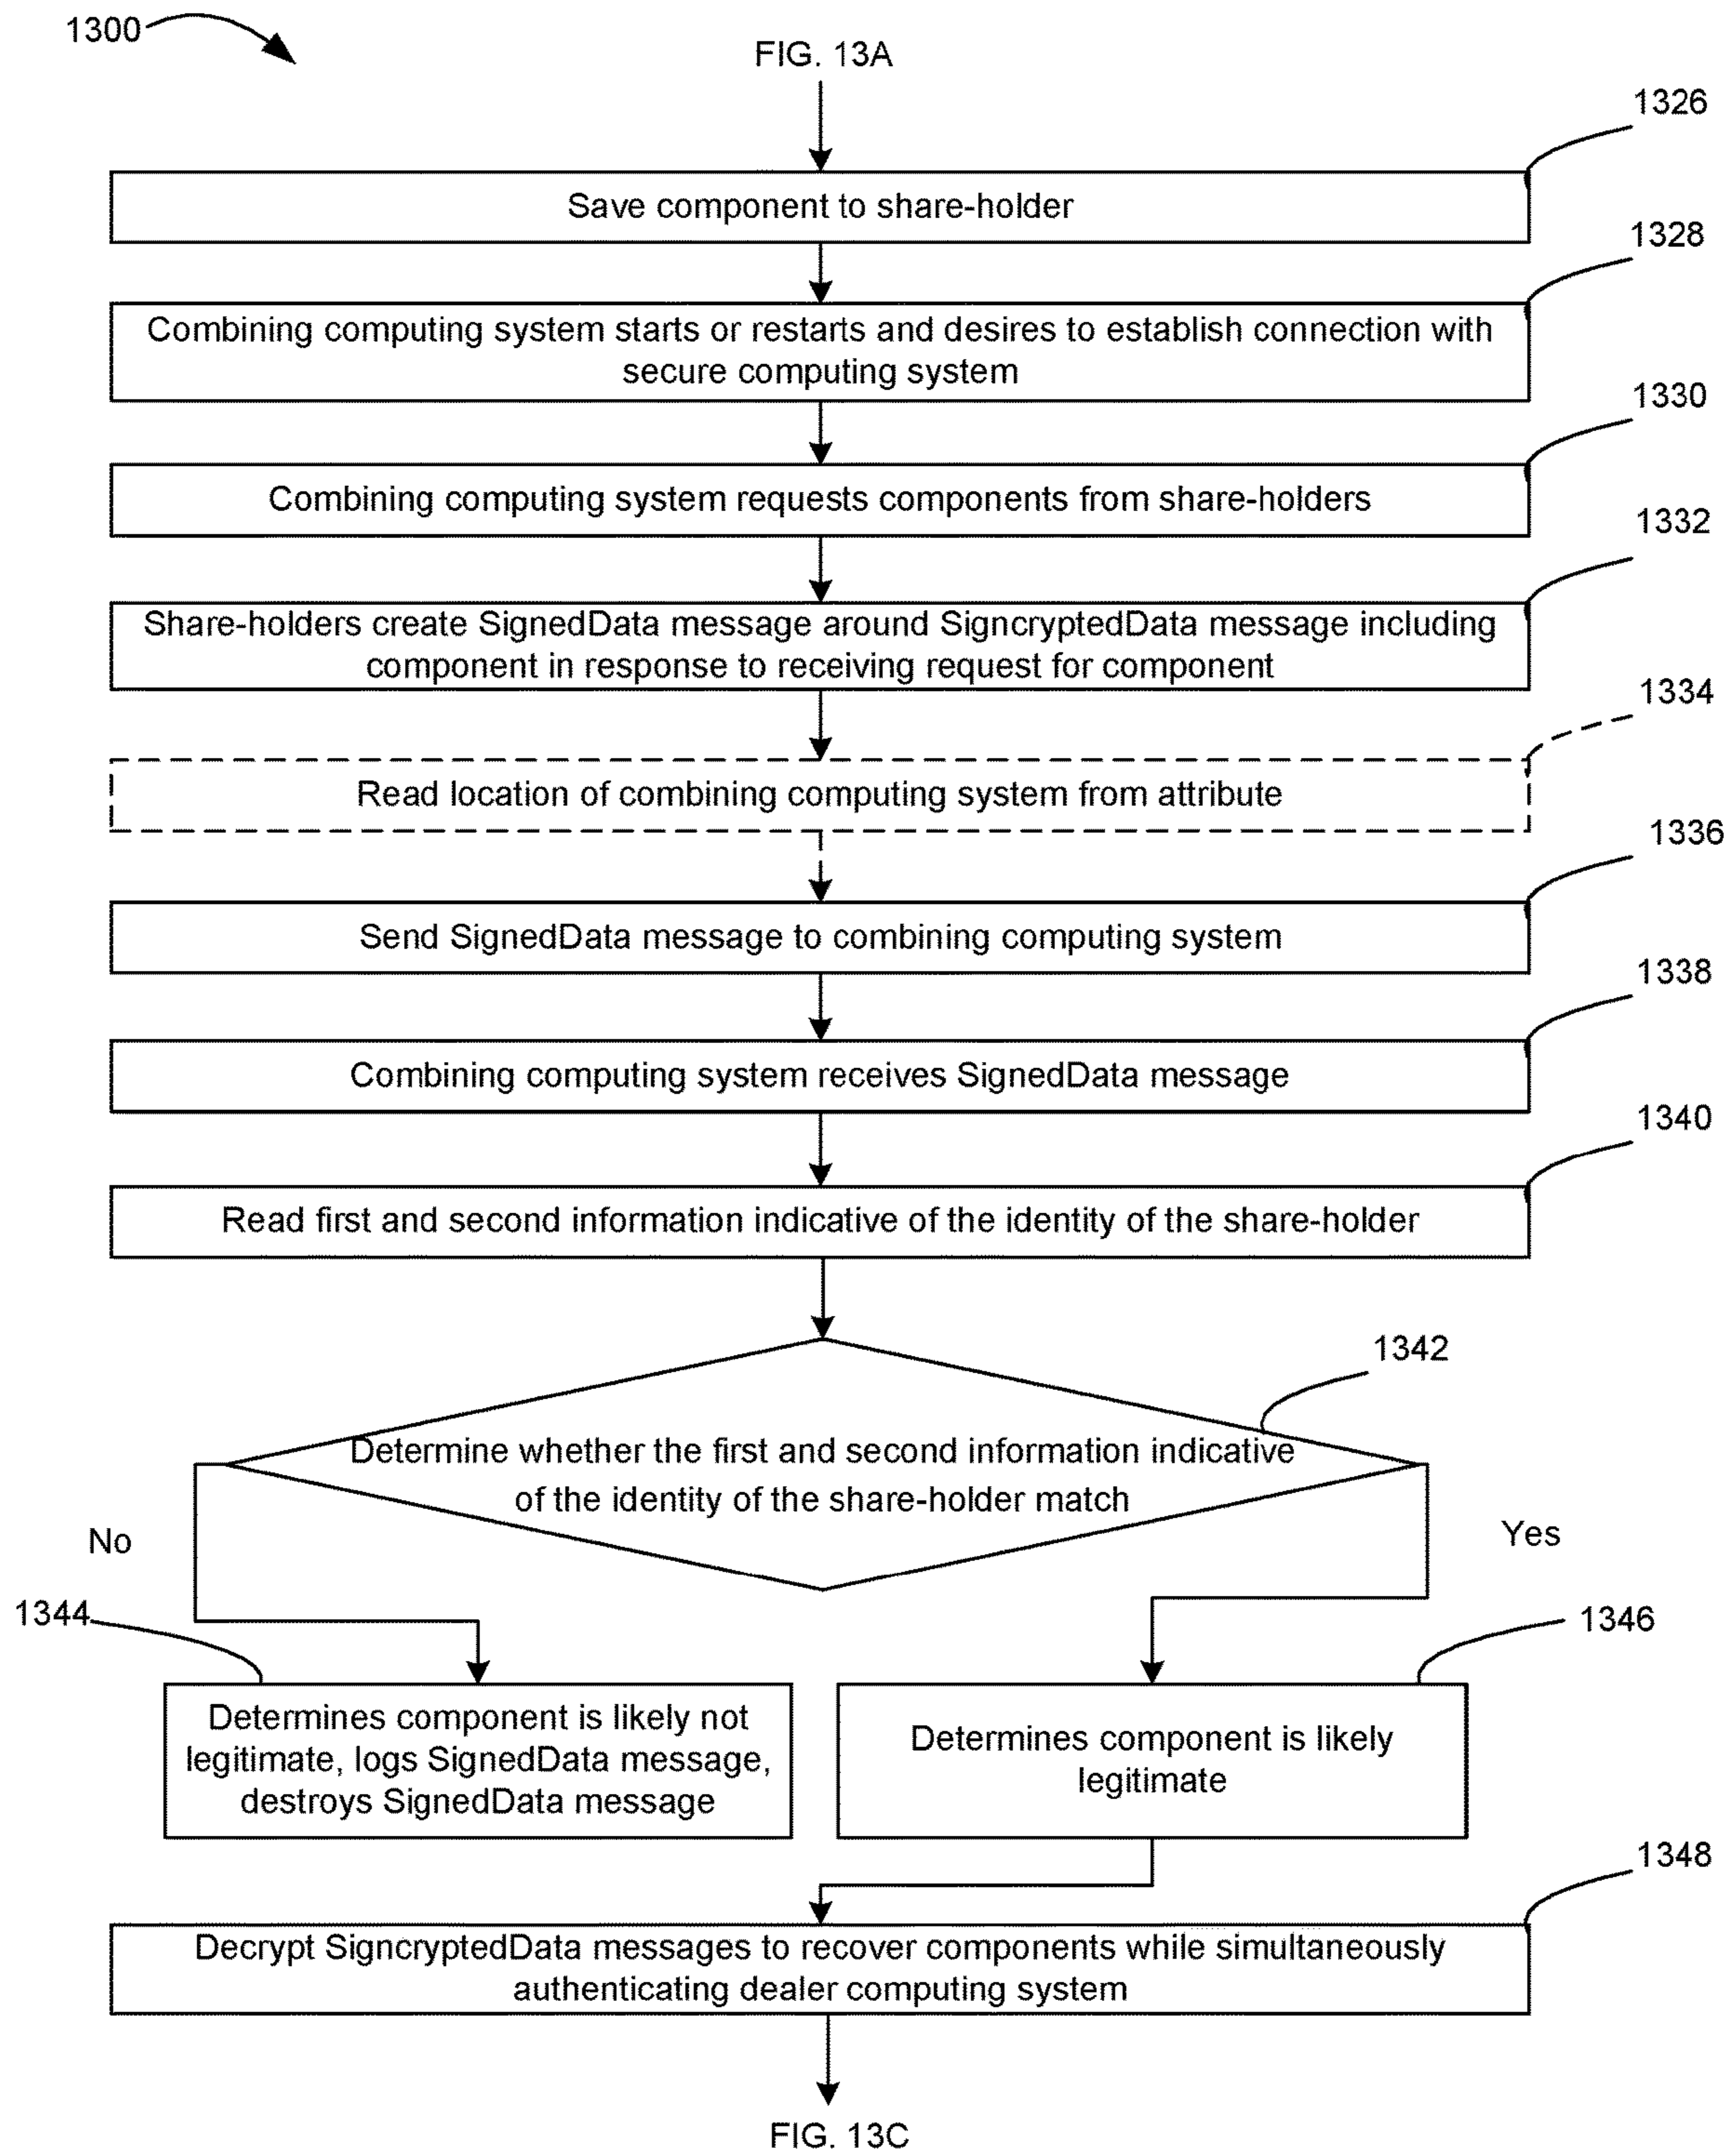 1300
FIG. 13A
1326
Save component to share-holder
1328
Combining computing system starts or restarts and desires to establish connection with
secure computing system
1330
Combining computing system requests components from share-holders
1332
Share-holders create SignedData message around SigncryptedData message including
component in response to receiving request for component
1334
Read location of combining computing system from attribute
1336
Send SignedData message to combining computing system
1338
Combining computing system receives SignedData message
1340
Read first and second information indicative of the identity of the share-holder
1342
Determine whether the first and second information indicative
of the identity of the share-holder match
No
Yes
1344
1346
Determines component is likely not
legitimate, logs SignedData message,
destroys SignedData message
Determines component is likely
legitimate
1348
Decrypt SigncryptedData messages to recover components while simultaneously
authenticating dealer computing system
FIG. 13C